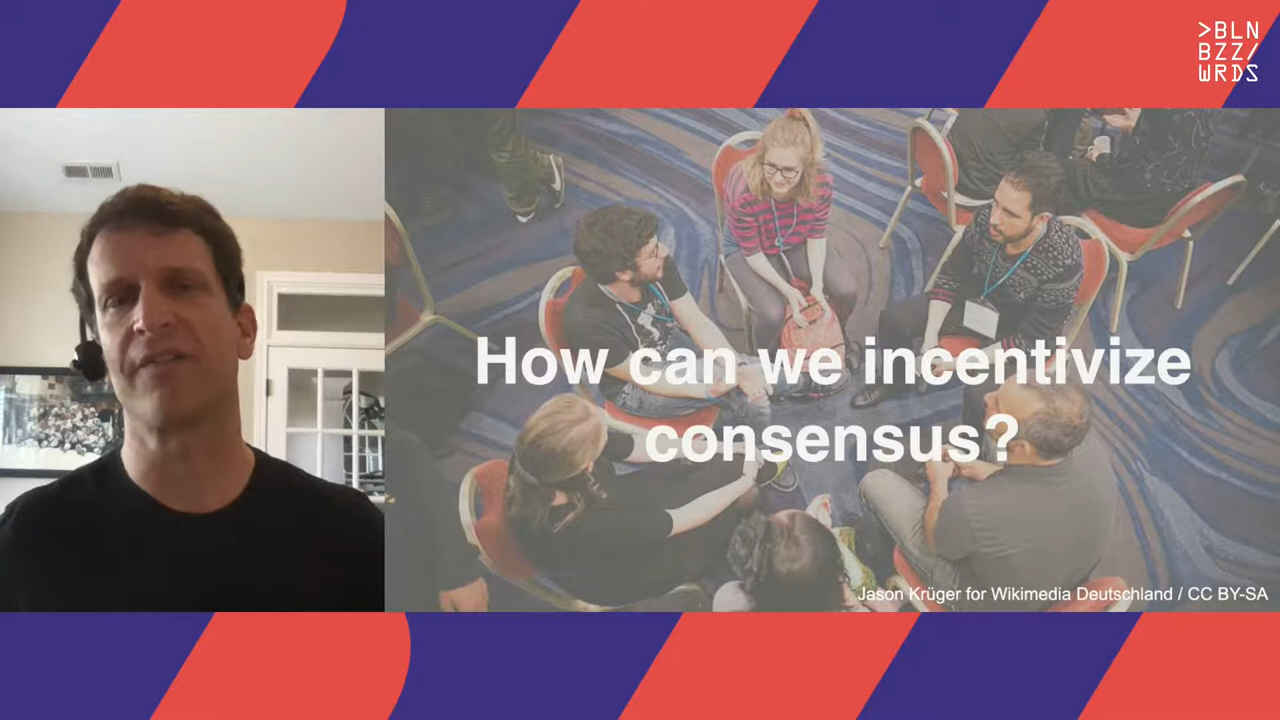 >BLN
BZZ/
WRDS
How can we incentivize
consensus?
Jason Krüger for Wikimedia Deutschland / CC BY-SA